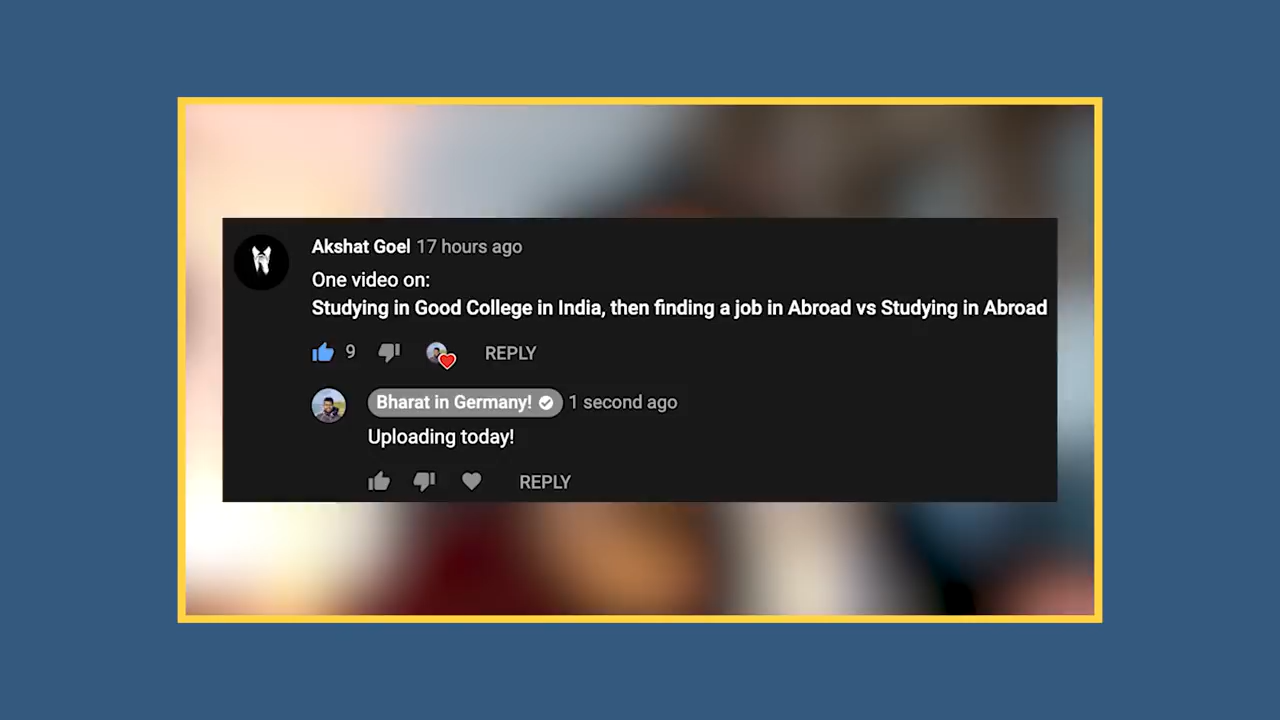 Akshat Goel 17 hours ago
One video on:
Studying in Good College in India, then finding a job in Abroad vs Studying in Abroad
9 REPLY
Bharat in Germany! 1 second ago
Uploading today!
REPLY